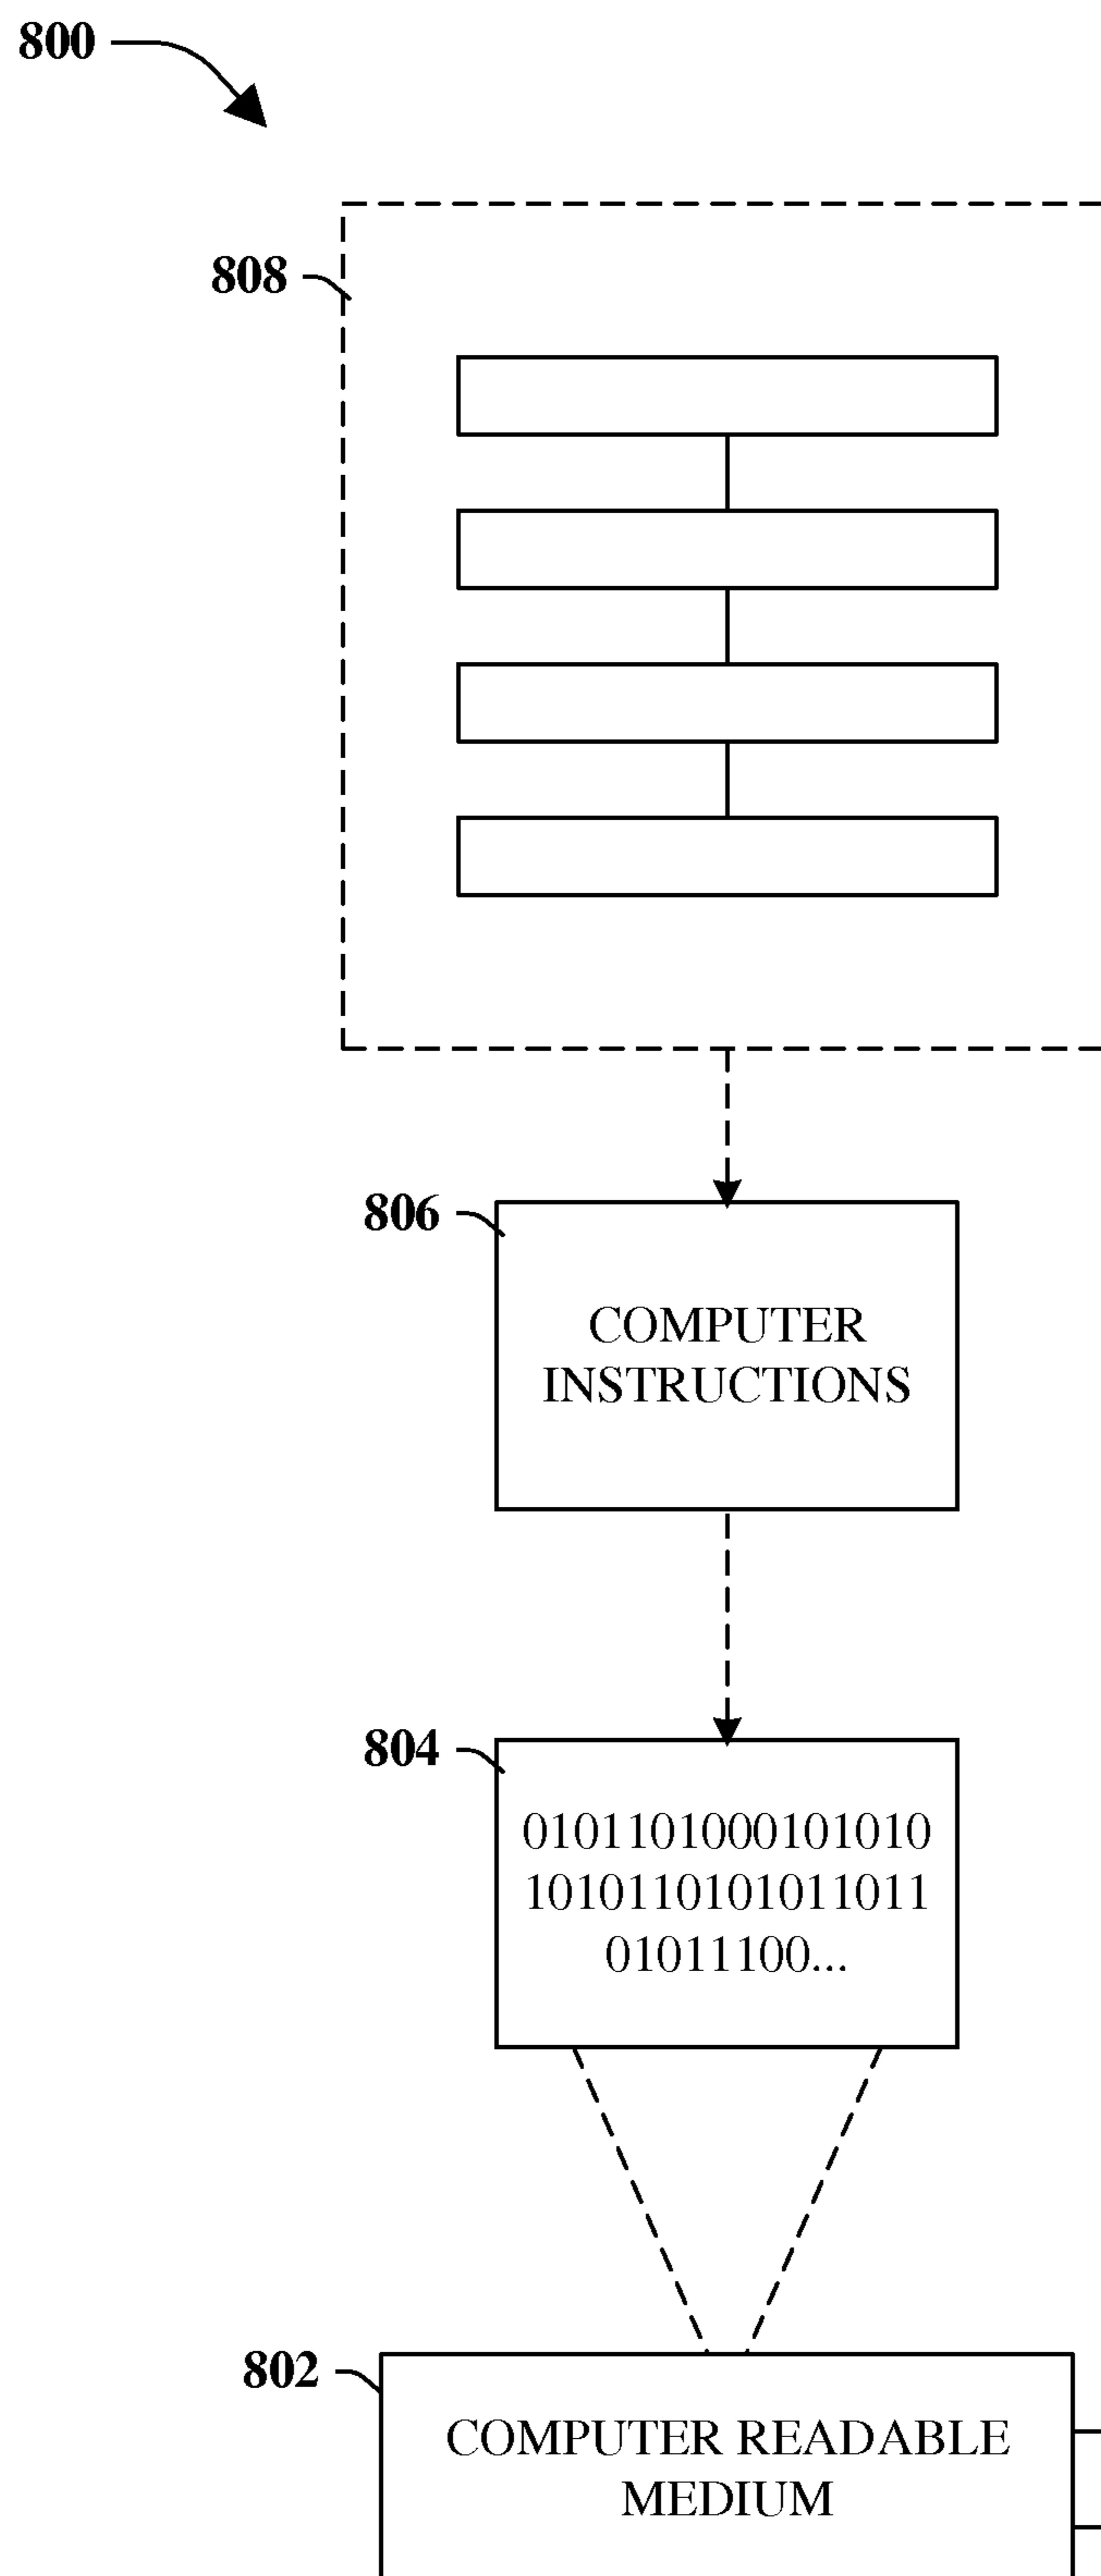 800
808
806
COMPUTER
INSTRUCTIONS
804
0101101000101010
1010110101011011
01011100...
802
COMPUTER READABLE
MEDIUM